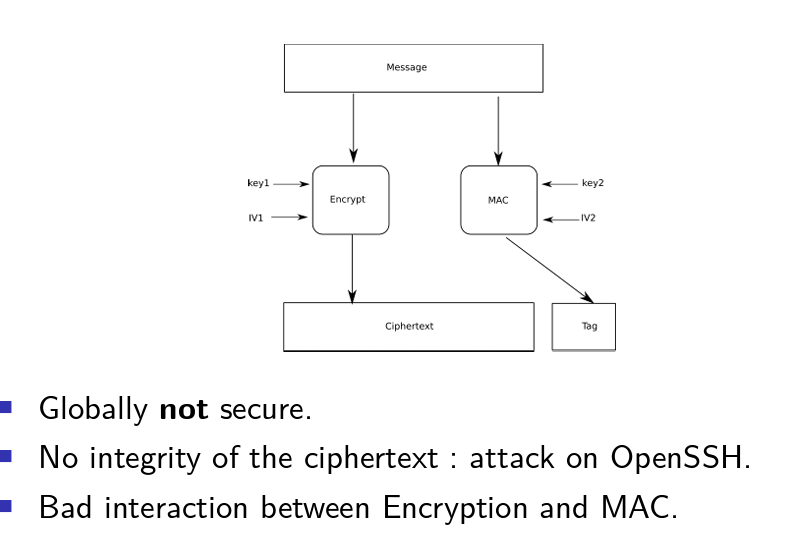 Message
key1
Encrypt
MAC
key2
IV1
IV2
Ciphertext
Tag
Globally not secure.
No integrity of the ciphertext : attack on OpenSSH.
Bad interaction between Encryption and MAC.